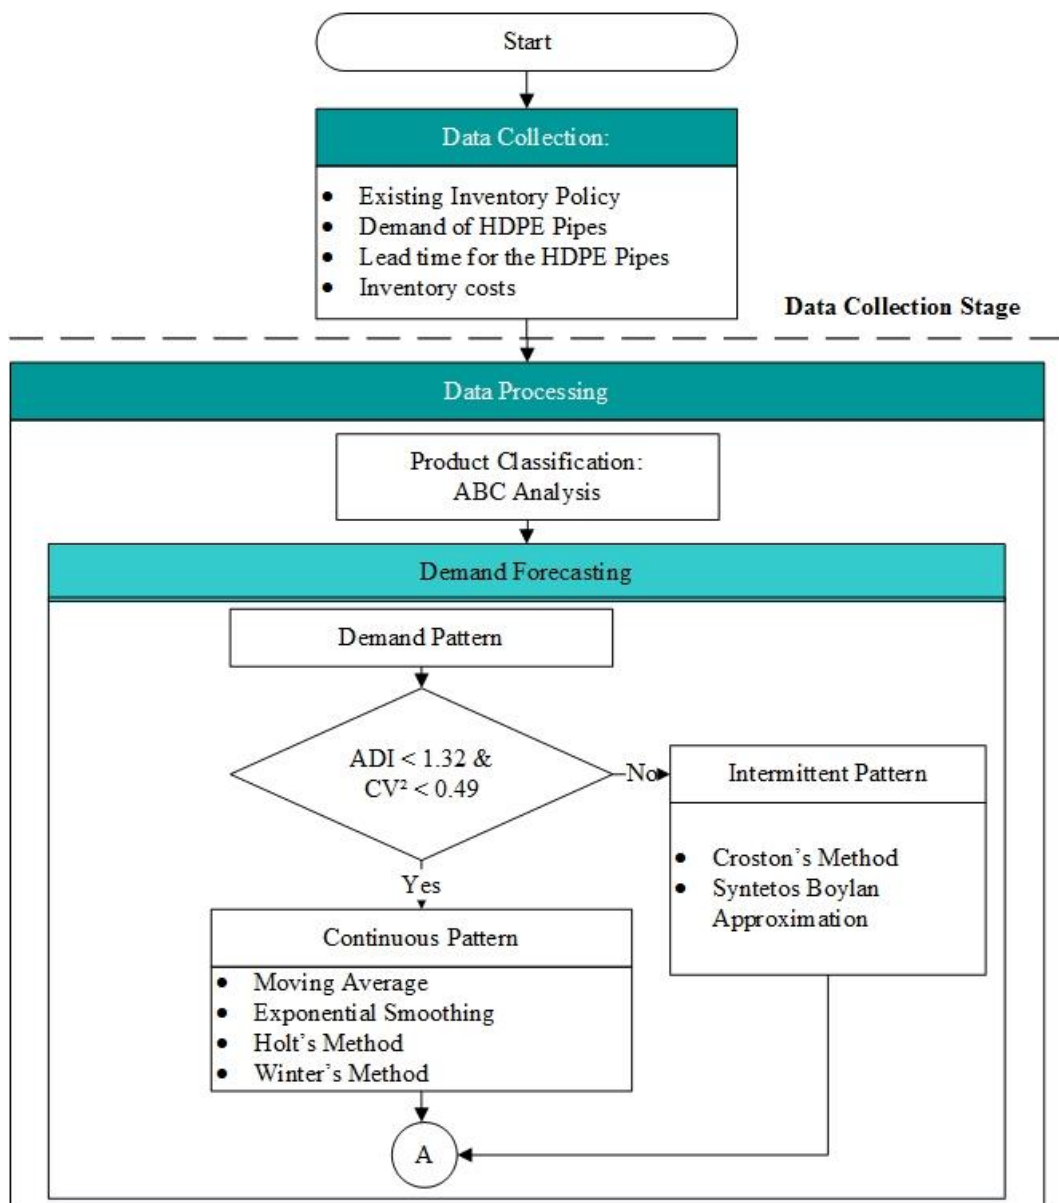 Start
Data Collection:
• Existing Inventory Policy
• Demand of HDPE Pipes
• Lead time for the HDPE Pipes
• Inventory costs
Data Collection Stage
Data Processing
Product Classification:
ABC Analysis
Demand Forecasting
Demand Pattern
ADI < 1.32 &
CV² < 0.49
No
Intermittent Pattern
• Croston’s Method
• Syntetos Boylan
Approximation
Yes
Continuous Pattern
• Moving Average
• Exponential Smoothing
• Holt’s Method
• Winter’s Method
A